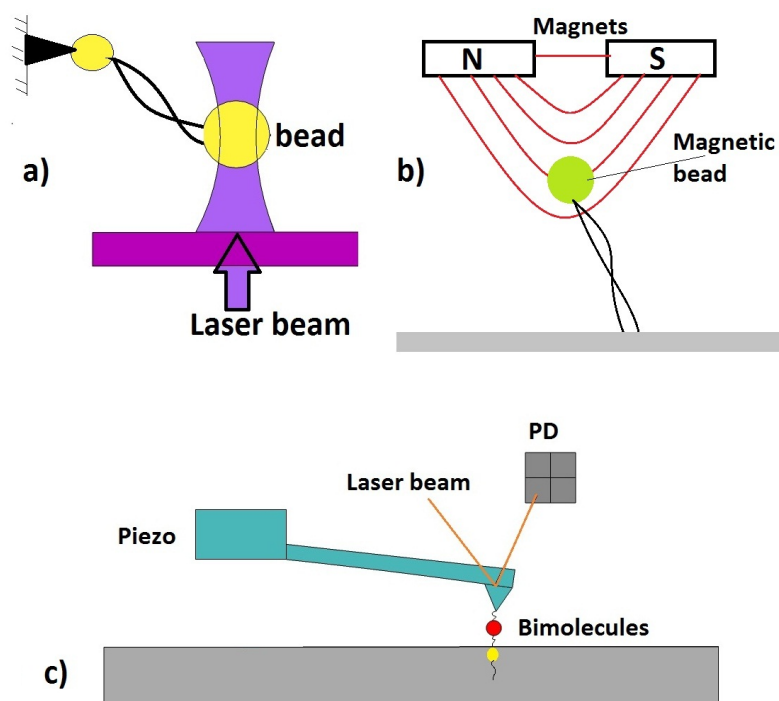 a)
bead
Laser beam
Magnets
N
S
Magnetic
bead
b)
PD
Laser beam
Piezo
Bimolecules
c)